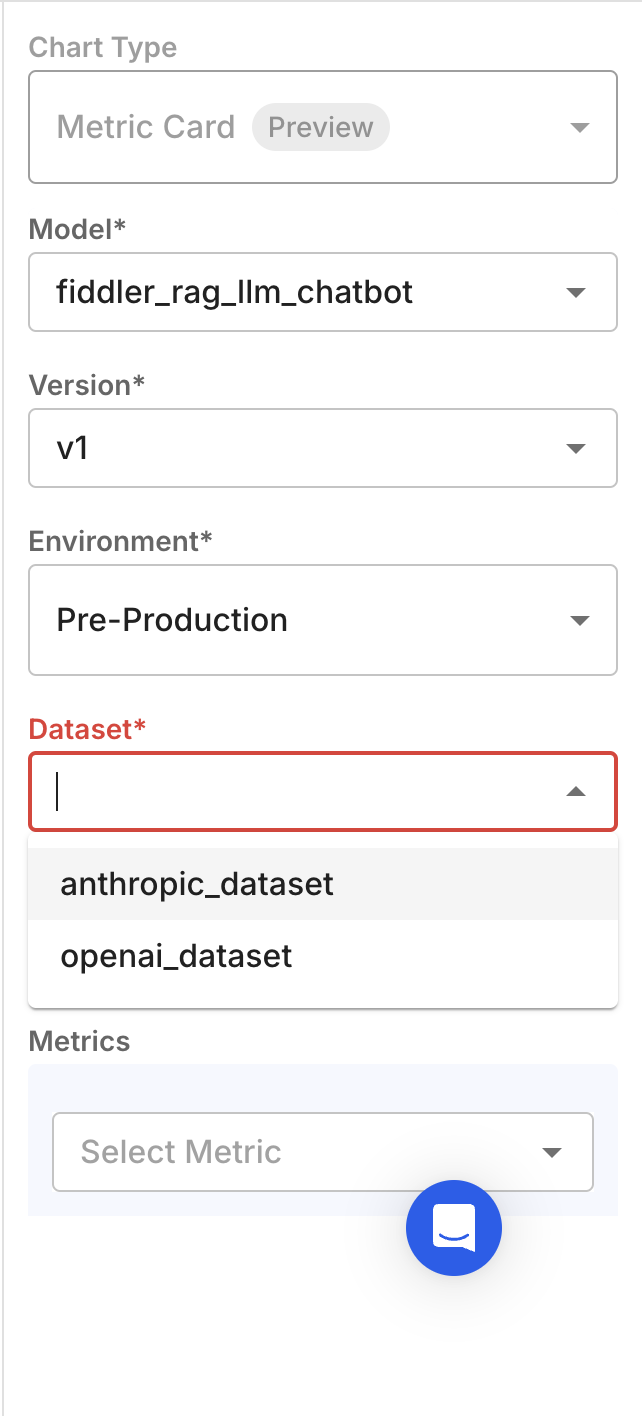 Chart Type
Metric Card Preview
Model*
fiddler_rag_llm_chatbot
Version*
v1
Environment*
Pre-Production
Dataset*
anthropic_dataset
openai_dataset
Metrics
Select Metric